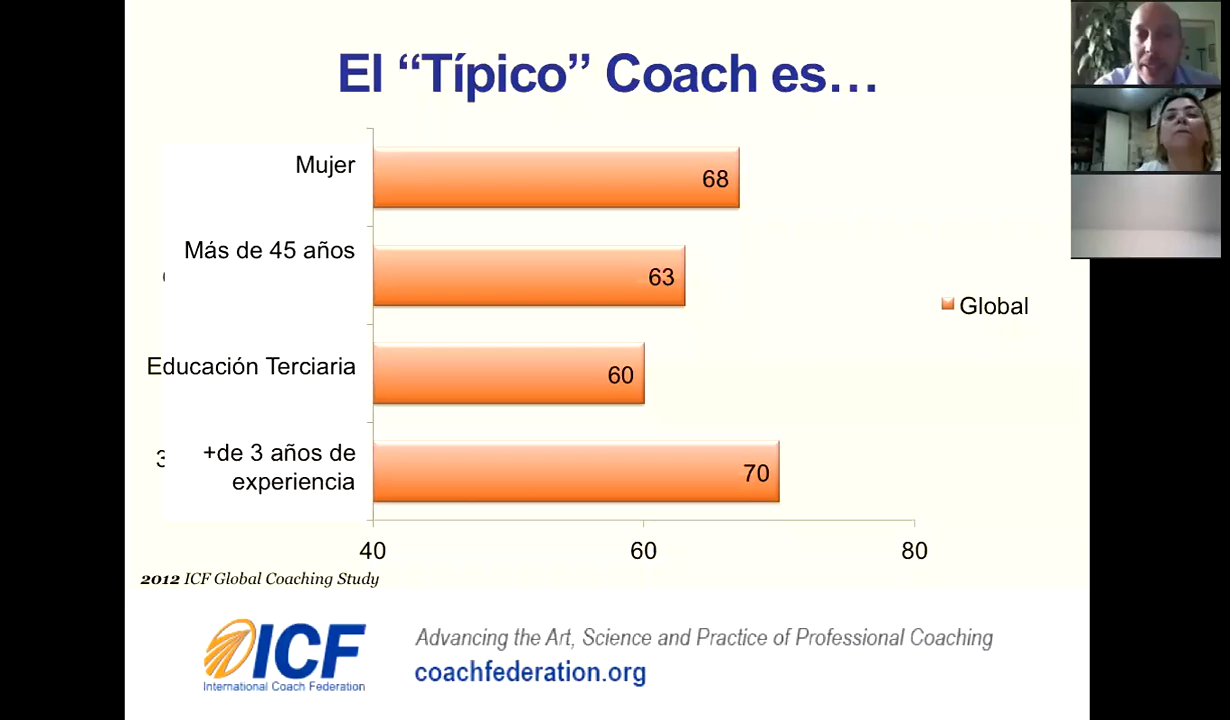 El “Típico” Coach es…
Mujer
68
Más de 45 años
63
Global
Educación Terciaria
60
+de 3 años de
experiencia
3
70
40
60
80
2012 ICF Global Coaching Study
ICF
International Coach Federation
Advancing the Art, Science and Practice of Professional Coaching
coachfederation.org